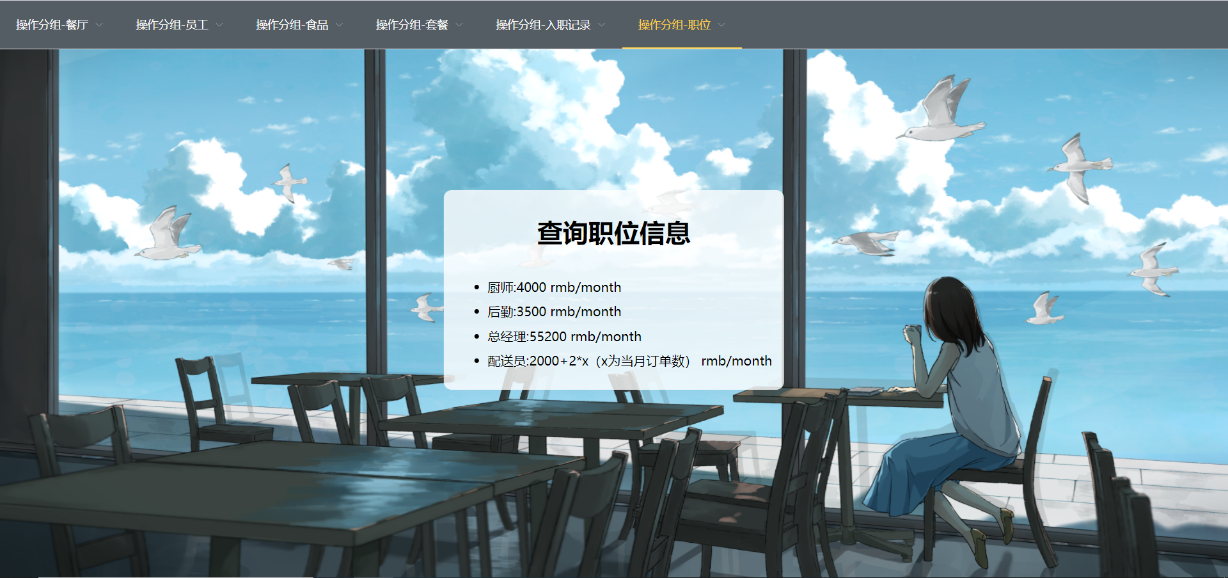 操作分组-餐厅 操作分组-员工 操作分组-食品 操作分组-套餐 操作分组-入职记录 操作分组-职位
查询职位信息
厨师:4000 rmb/month
后勤:3500 rmb/month
总经理:55200 rmb/month
配送员:2000+2*x（x为当月订单数） rmb/month